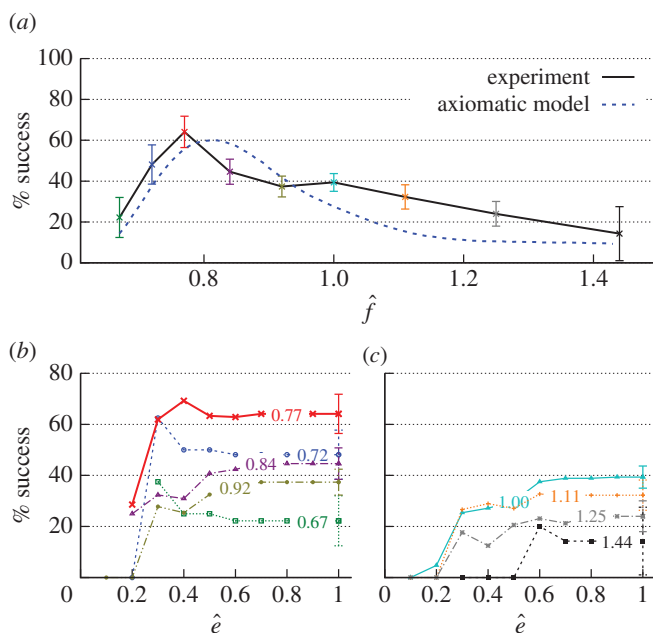 (a)
100
80
60
40
20
0
% success
experiment
axiomatic model
0.8 1.0 1.2 1.4
f̂
(b)
80
60
40
20
0
% success
0.77
0.72
0.84
0.92
0.67
0 0.2 0.4 0.6 0.8 1
ê
(c)
1.00
1.11
1.25
1.44
0 0.2 0.4 0.6 0.8 1
ê